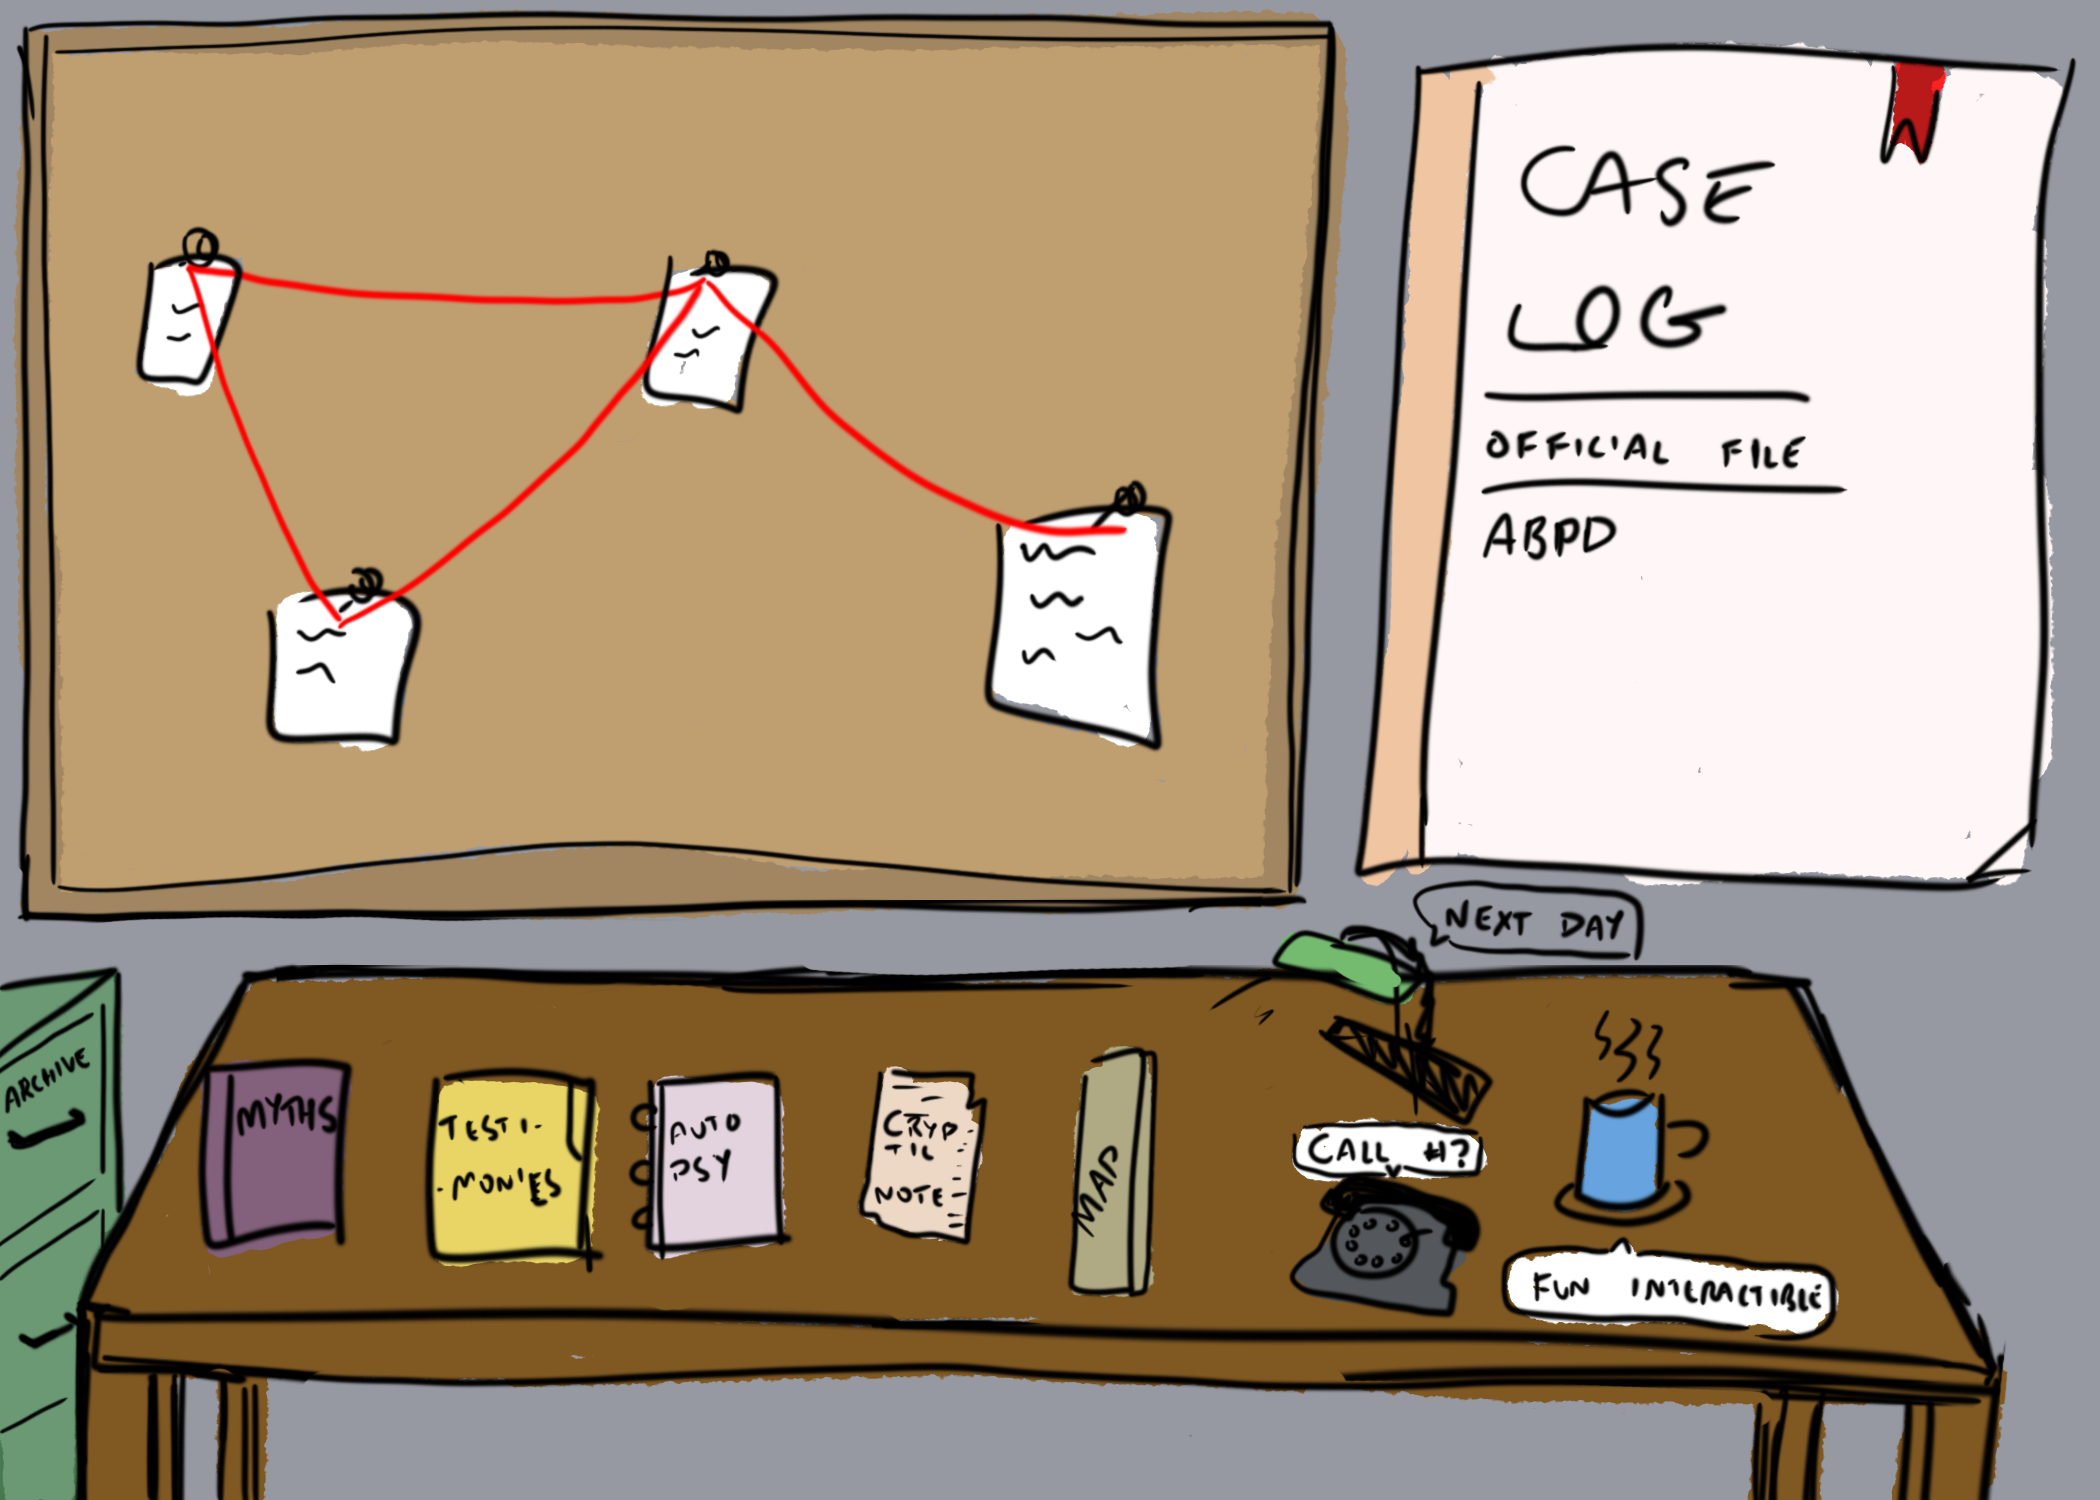 CASE
LOG
OFFICIAL FILE
ABPD
NEXT DAY
ARCHIVE
MYTHS
TESTI-
-MONIES
AUTO
PSY
CRYP
TIC
NOTE
MAP
CALL #?
FUN INTERACTIBLE